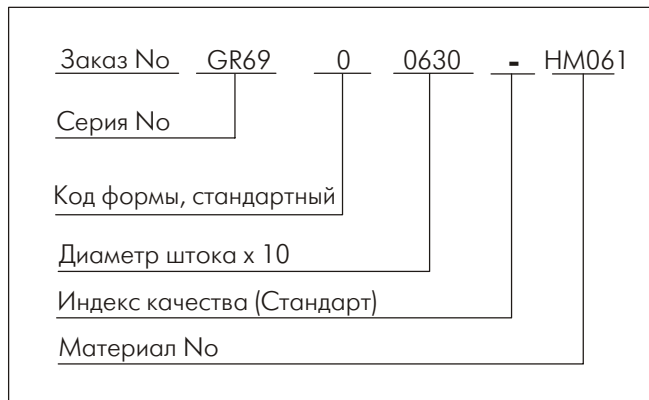 Заказ No GR69 0 0630 - HM061
Серия No
Код формы, стандартный
Диаметр штока x 10
Индекс качества (Стандарт)
Материал No